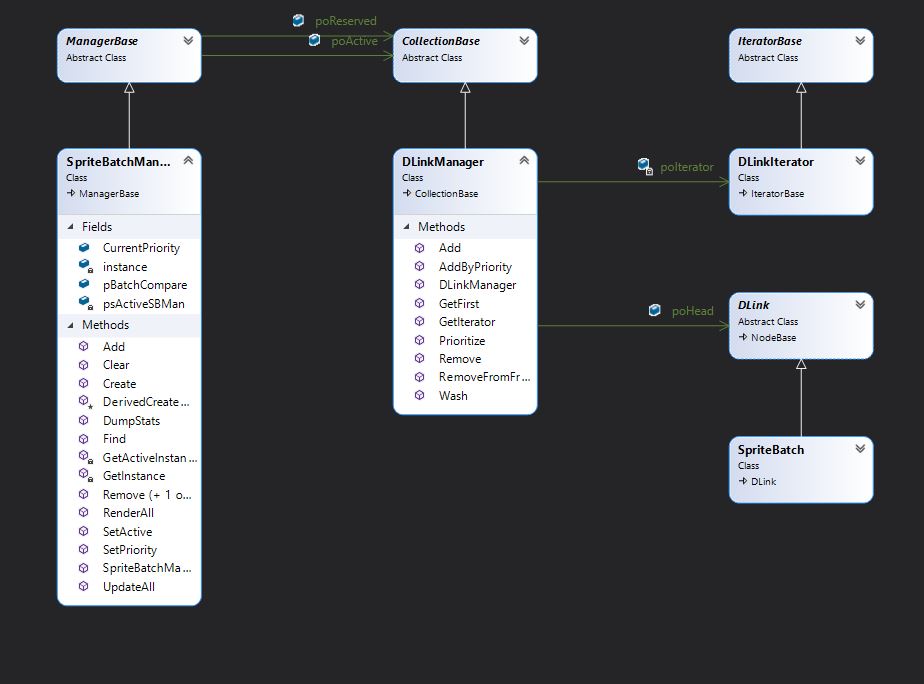 ManagerBase
Abstract Class
poReserved
poActive
CollectionBase
Abstract Class
IteratorBase
Abstract Class
SpriteBatchMan...
Class
ManagerBase
Fields
CurrentPriority
instance
pBatchCompare
psActiveSBMan
Methods
Add
Clear
Create
DerivedCreate...
DumpStats
Find
GetActiveInstan...
GetInstance
Remove (+ 1 o...
RenderAll
SetActive
SetPriority
SpriteBatchMa...
UpdateAll
DLinkManager
Class
CollectionBase
Methods
Add
AddByPriority
DLinkManager
GetFirst
GetIterator
Prioritize
Remove
RemoveFromFr...
Wash
poIterator
DLinkIterator
Class
IteratorBase
poHead
DLink
Abstract Class
NodeBase
SpriteBatch
Class
DLink